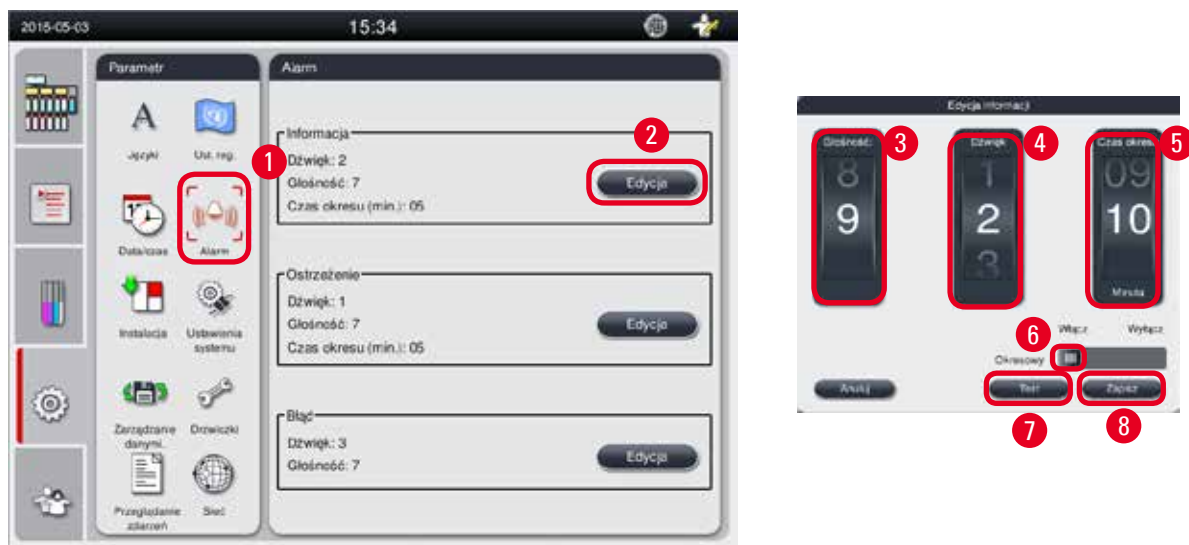 2015-05-03
15:34
Parametr
Języki
Ust. reg.
Data/czas
Alarm
Instalacja
Ustawienia
systemu
Zarządzanie
danymi.
Drzwiczki
Przeglądanie
zdarzeń
Sieć
1
Alarm
Informacja
Dźwięk: 2
Głośność: 7
Czas okresu (min.): 05
2
Edycja
Ostrzeżenie
Dźwięk: 1
Głośność: 7
Czas okresu (min.): 05
Edycja
Błąd
Dźwięk: 3
Głośność: 7
Edycja
Edycja informacji
Głośność:
3
8
9
Dźwięk
4
1
2
3
Czas okresu
5
09
10
Minuta
Włącz
Wyłącz
6
Okresowy
Anuluj
Test
Zapisz
7
8